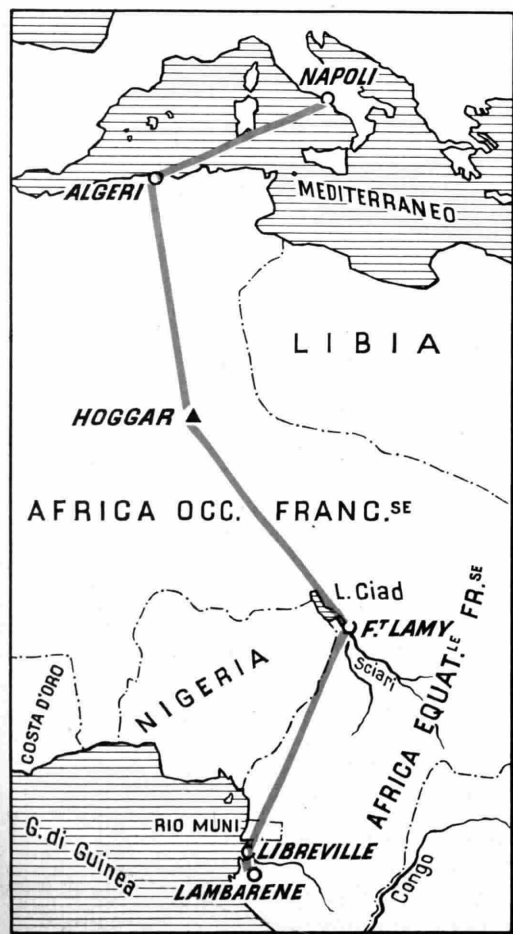 NAPOLI
ALGERI
MEDITERRANEO
LIBIA
HOGGAR
AFRICA OCC. FRANC.SE
L. Ciad
F.T LAMY
Sciari
NIGERIA
AFRICA EQUAT.LE FR.SE
COSTA D'ORO
RIO MUNI
G. di Guinea
LIBREVILLE
LAMBARENE
Congo